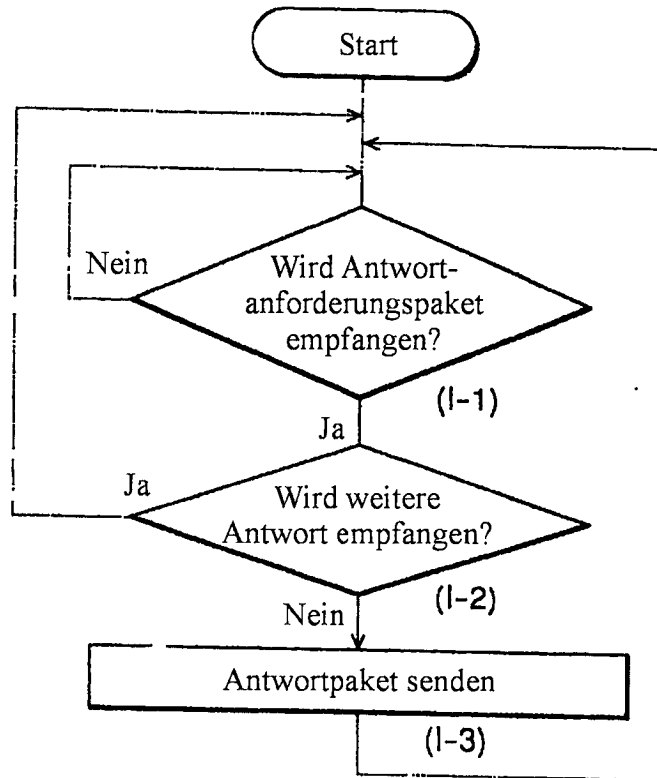 Start
Nein
Wird Antwort-
anforderungspaket
empfangen?
(I-1)
Ja
Ja
Wird weitere
Antwort empfangen?
(I-2)
Nein
Antwortpaket senden
(I-3)